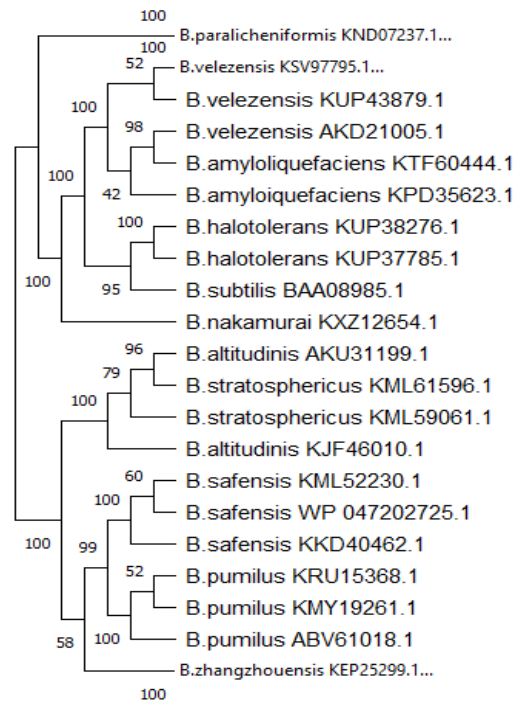 100
B.paralicheniformis KND07237.1...
100
52
B.velezensis KSV97795.1...
100
B.velezensis KUP43879.1
98
B.velezensis AKD21005.1
100
B.amyloliquefaciens KTF60444.1
42
B.amyloiquefaciens KPD35623.1
100
B.halotolerans KUP38276.1
B.halotolerans KUP37785.1
100
95
B.subtilis BAA08985.1
B.nakamurai KXZ12654.1
96
B.altitudinis AKU31199.1
79
B.stratosphericus KML61596.1
100
B.stratosphericus KML59061.1
B.altitudinis KJF46010.1
60
B.safensis KML52230.1
100
B.safensis WP 047202725.1
100
99
B.safensis KKD40462.1
52
B.pumilus KRU15368.1
B.pumilus KMY19261.1
58
100
B.pumilus ABV61018.1
B.zhangzhouensis KEP25299.1...
100